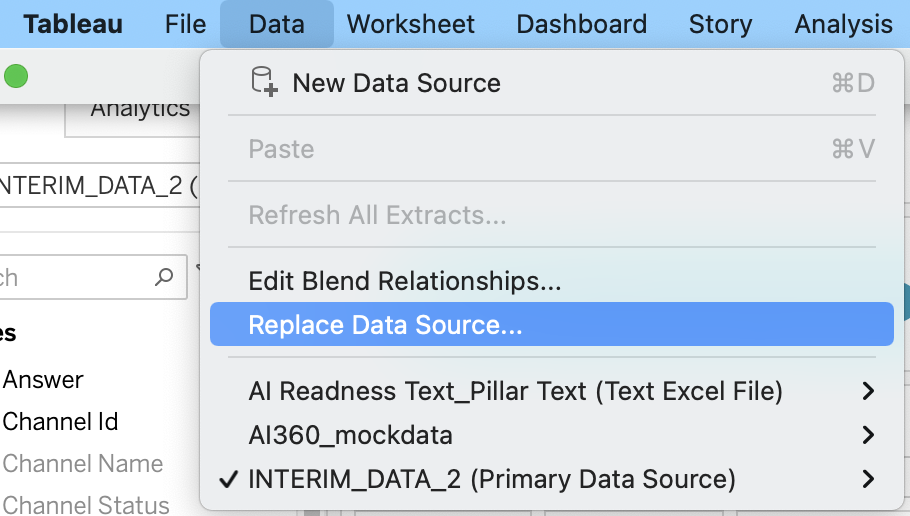 Tableau File Data Worksheet Dashboard Story Analysis
New Data Source ⌘D
Analytics
Paste ⌘V
NTERIM_DATA_2 (
Refresh All Extracts...
ch
Edit Blend Relationships...
es
Replace Data Source...
Answer
AI Readness Text_Pillar Text (Text Excel File)
Channel Id
AI360_mockdata
Channel Name
INTERIM_DATA_2 (Primary Data Source)
Channel Status